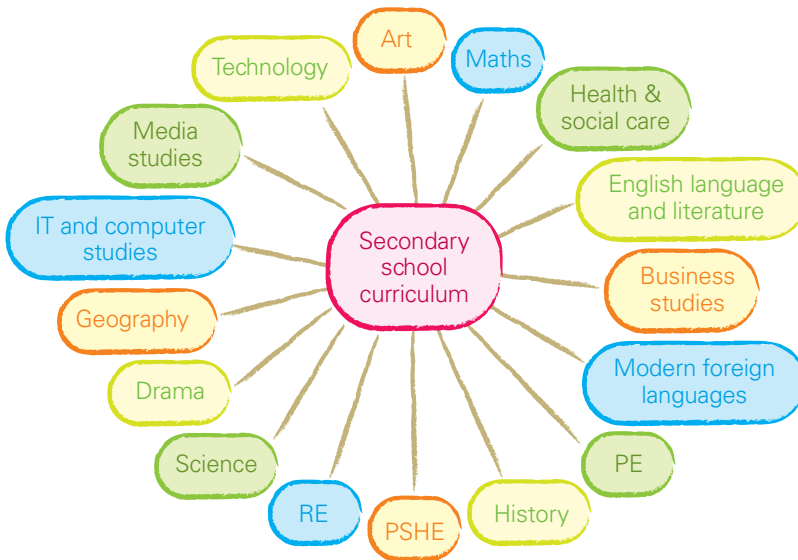 Art
Maths
Technology
Health &
social care
Media
studies
English language
and literature
IT and computer
studies
Secondary
school
curriculum
Business
studies
Geography
Modern foreign
languages
Drama
Science
PE
RE
PSHE
History